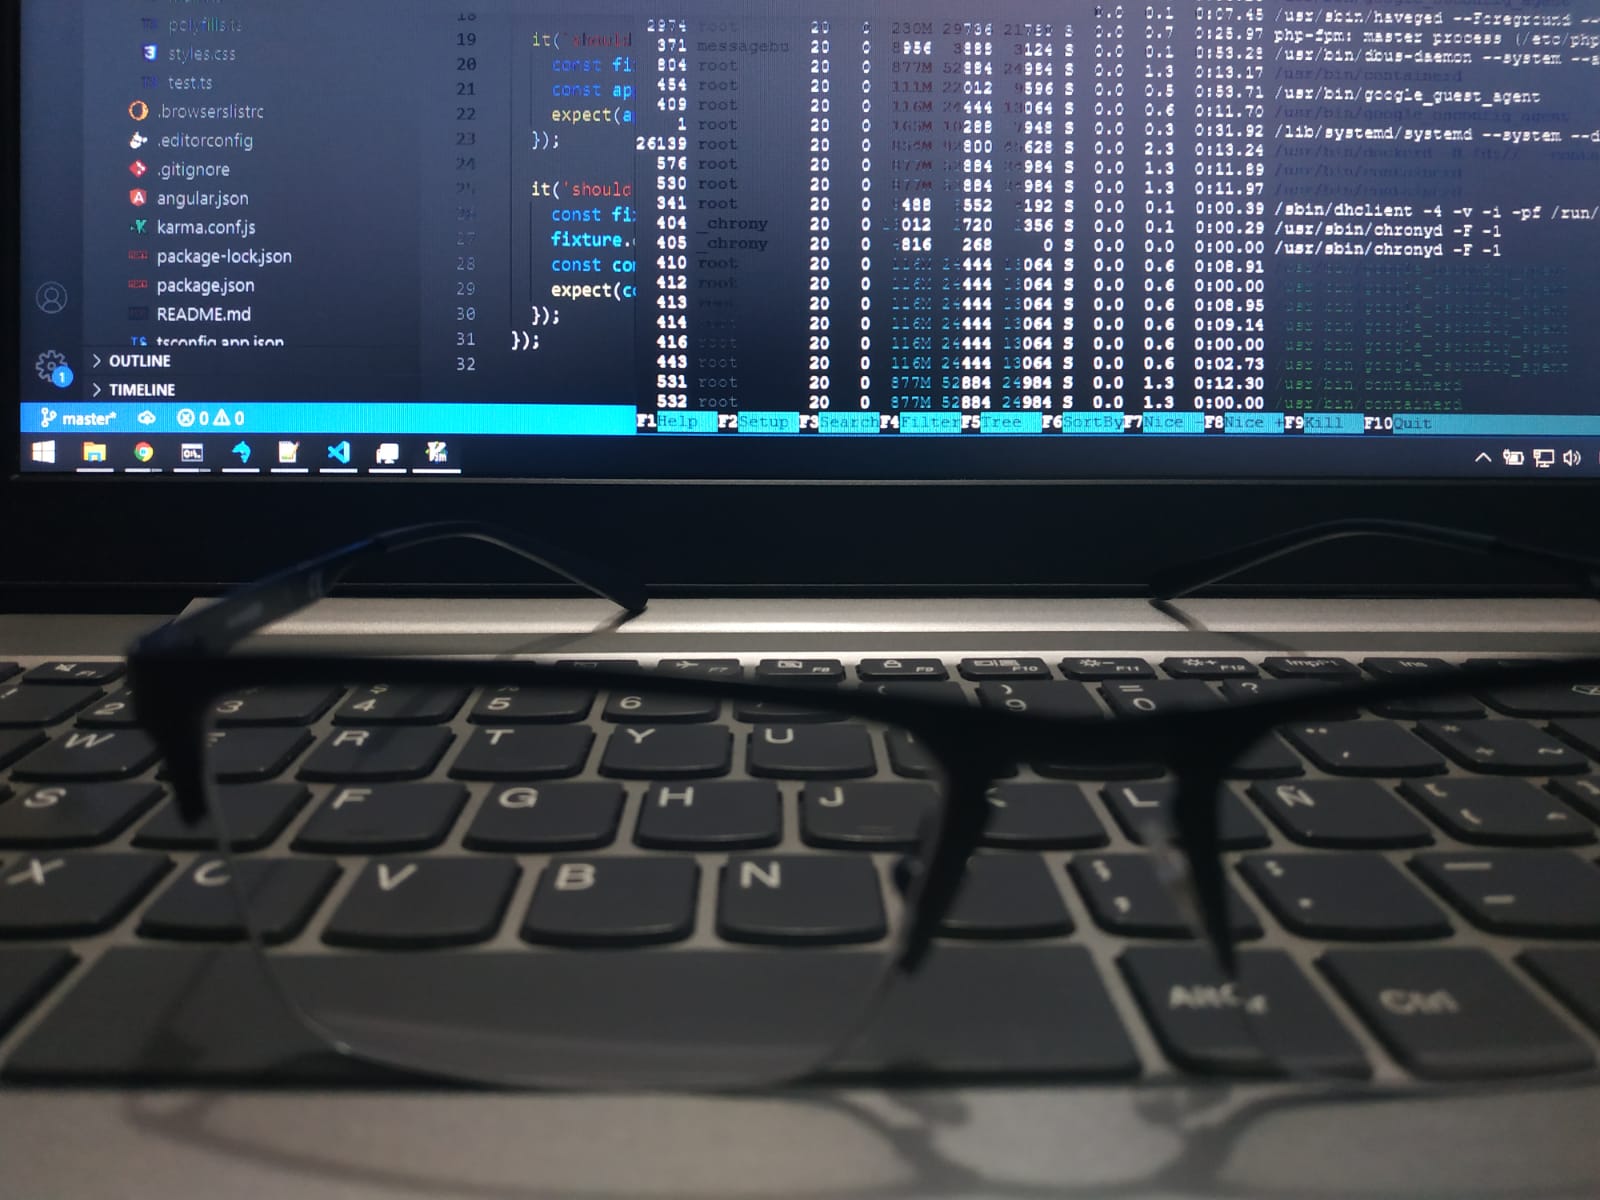 polyfills.ts
styles.css
test.ts
.browserslistrc
.editorconfig
.gitignore
angular.json
karma.conf.js
package-lock.json
package.json
README.md
tsconfig.app.json
OUTLINE
TIMELINE
1
master*
0 0
18
19 it('should
20 const fi
21 const ap
22 expect(a
23 });
24
25 it('should
26 const fi
27 fixture.
28 const co
29 expect(c
30 });
31 });
32
0.0 0.1 0:07.45 /usr/sbin/haveged --Foreground --
2974 root 20 0 230M 29736 S 0.7 0:25.97 php-fpm: master process (/etc/php
371 messagebu 20 0 8956 3124 S 0.0 0.1 0:53.28 /usr/bin/dbus-daemon --system --a
804 root 20 0 877M 52884 24984 S 0.0 1.3 0:13.17 /usr/bin/containerd
454 root 20 0 111M 22012 9596 S 0.0 0.5 0:53.71 /usr/bin/google_guest_agent
409 root 20 0 116M 24444 13064 S 0.0 0.6 0:11.70 /usr/bin/google_osconfig_agent
1 root 20 0 165M 7948 S 0.0 0.3 0:31.92 /lib/systemd/systemd --system --d
26139 root 20 0 S 0.0 2.3 0:13.24 /usr/bin/dockerd -H fd://
576 root 20 0 877M 52884 24984 S 0.0 1.3 0:11.89 /usr/bin/containerd
530 root 20 0 877M 52884 24984 S 0.0 1.3 0:11.97 /usr/bin/containerd
341 root 20 0 S 0.0 0.1 0:00.39 /sbin/dhclient -4 -v -i -pf /run/
404 _chrony 20 0 S 0.0 0.1 0:00.29 /usr/sbin/chronyd -F -1
405 _chrony 20 0 268 0 S 0.0 0.0 0:00.00 /usr/sbin/chronyd -F -1
410 root 20 0 116M 24444 13064 S 0.0 0.6 0:08.91 /usr/bin/google_osconfig_agent
412 root 20 0 116M 24444 13064 S 0.0 0.6 0:00.00 /usr/bin/google_osconfig_agent
413 root 20 0 116M 24444 13064 S 0.0 0.6 0:08.95 /usr/bin/google_osconfig_agent
414 20 0 116M 24444 13064 S 0.0 0.6 0:09.14 /usr/bin/google_osconfig_agent
416 root 20 0 116M 24444 13064 S 0.0 0.6 0:00.00 /usr/bin/google_osconfig_agent
443 root 20 0 116M 24444 13064 S 0.0 0.6 0:02.73 /usr/bin/google_osconfig_agent
531 root 20 0 877M 52884 24984 S 0.0 1.3 0:12.30 /usr/bin/containerd
532 root 20 0 877M 52884 24984 S 0.0 1.3 0:00.00 /usr/bin/containerd
F1Help F2Setup F3Search F4Filter F5Tree F6SortBy F7Nice - F8Nice + F9Kill F10Quit
F1 F7 F8 F9 F10 F11 F12 ImpPt Ins
2 3 4 5 6 ) 9 = 0 ?
W R T Y U
S F G H J L Ñ
X C V B N ; , : .
Alt Ctrl